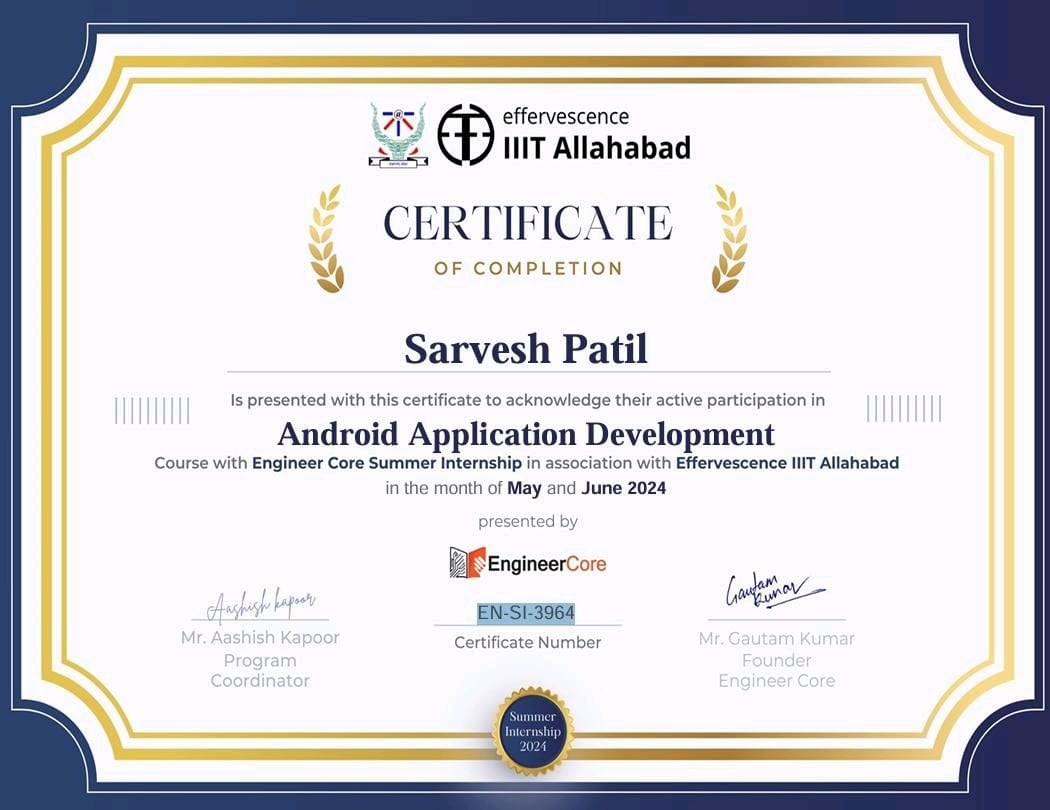 effervescence
IIIT Allahabad
CERTIFICATE
OF COMPLETION
Sarvesh Patil
Is presented with this certificate to acknowledge their active participation in
Android Application Development
Course with Engineer Core Summer Internship in association with Effervescence IIIT Allahabad
in the month of May and June 2024
presented by
EngineerCore
Aashish kapoor
Gautam
Kumar
EN-SI-3964
Mr. Aashish Kapoor
Certificate Number
Mr. Gautam Kumar
Program
Founder
Coordinator
Engineer Core
Summer
Internship
2024